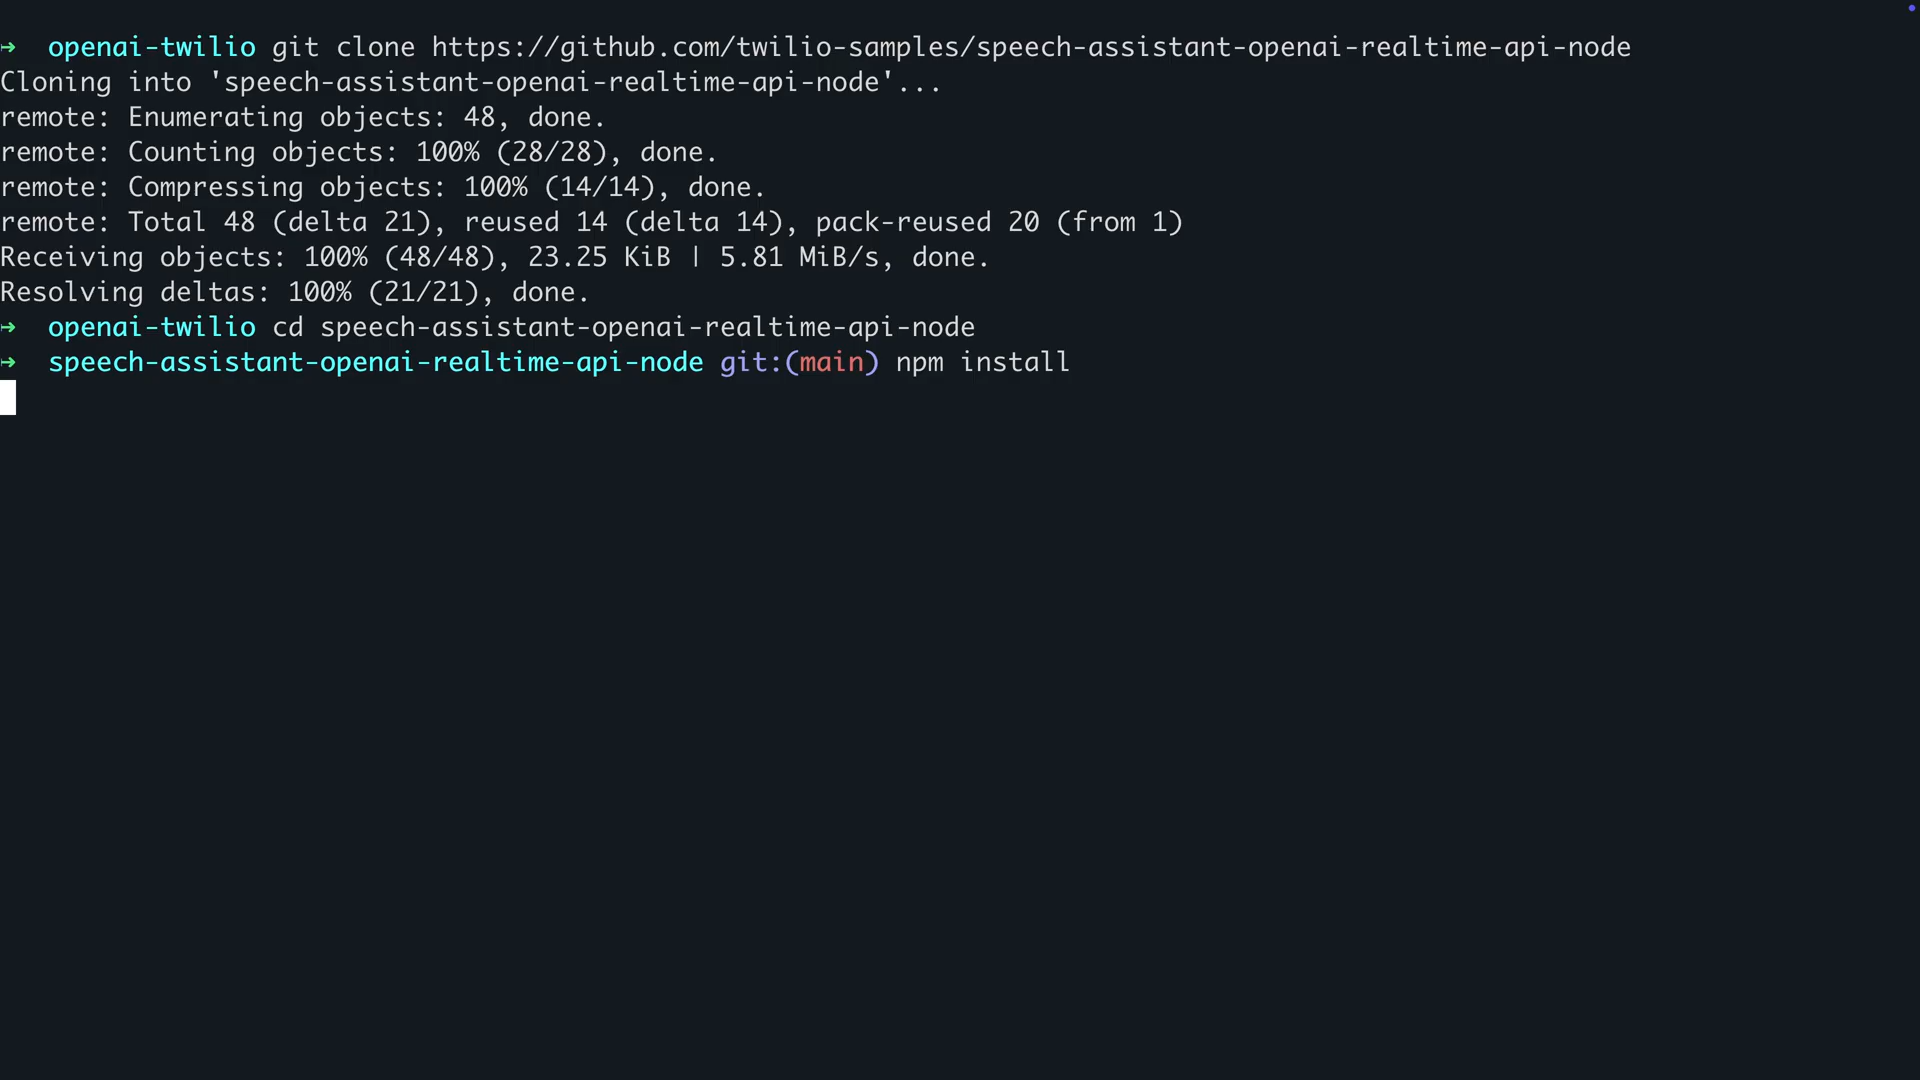 → openai-twilio git clone https://github.com/twilio-samples/speech-assistant-openai-realtime-api-node
Cloning into 'speech-assistant-openai-realtime-api-node'...
remote: Enumerating objects: 48, done.
remote: Counting objects: 100% (28/28), done.
remote: Compressing objects: 100% (14/14), done.
remote: Total 48 (delta 21), reused 14 (delta 14), pack-reused 20 (from 1)
Receiving objects: 100% (48/48), 23.25 KiB | 5.81 MiB/s, done.
Resolving deltas: 100% (21/21), done.
→ openai-twilio cd speech-assistant-openai-realtime-api-node
→ speech-assistant-openai-realtime-api-node git:(main) npm install